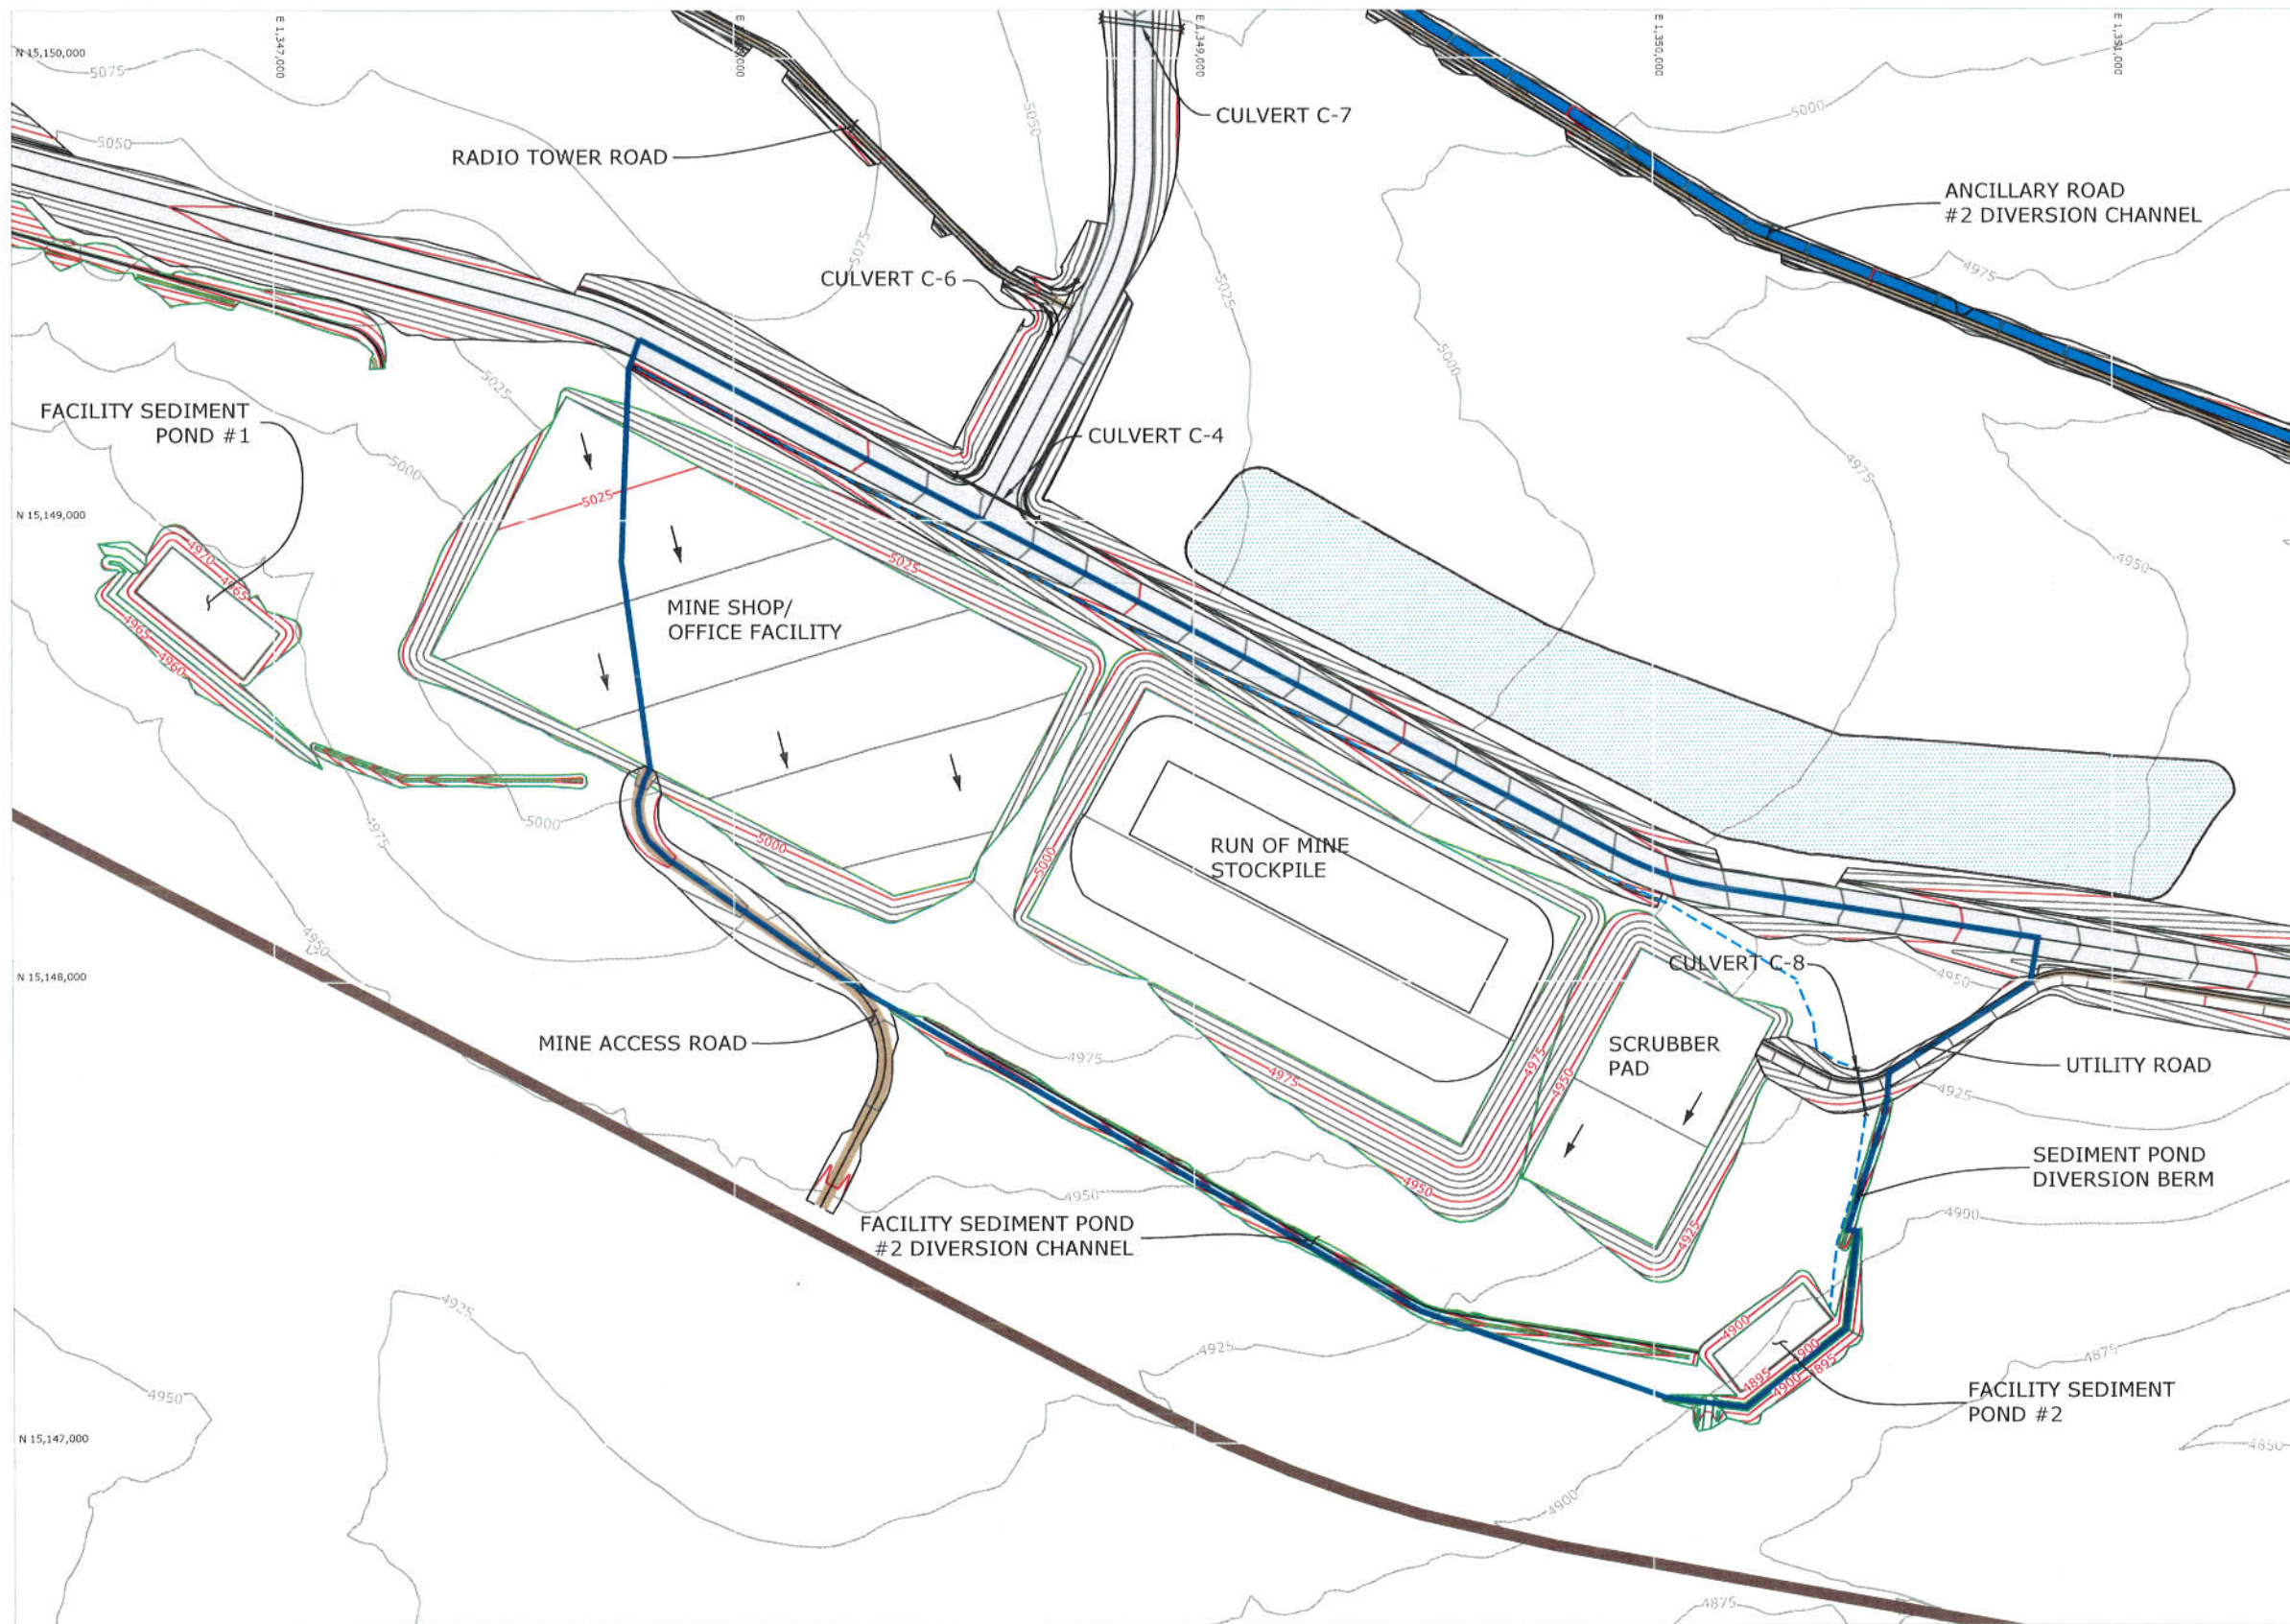 E 1,347,000
E 1,349,000
E 1,350,000
E 1,351,000
N 15,150,000
5075
5050
RADIO TOWER ROAD
5050
CULVERT C-7
5000
ANCILLARY ROAD
#2 DIVERSION CHANNEL
5075
CULVERT C-6
5025
4975
5025
5000
FACILITY SEDIMENT
POND #1
CULVERT C-4
5000
5025
4975
N 15,149,000
4970
4965
4965
4960
5025
4950
MINE SHOP/
OFFICE FACILITY
4975
5000
5000
5000
RUN OF MINE
STOCKPILE
4950
N 15,148,000
CULVERT C-8
4950
MINE ACCESS ROAD
4975
4975
4975
4950
SCRUBBER
PAD
UTILITY ROAD
4925
SEDIMENT POND
DIVERSION BERM
4950
4950
FACILITY SEDIMENT POND
#2 DIVERSION CHANNEL
4925
4900
4925
4925
4900
4900
4895
4895
4900
4875
4950
FACILITY SEDIMENT
POND #2
N 15,147,000
4850
4900
4875